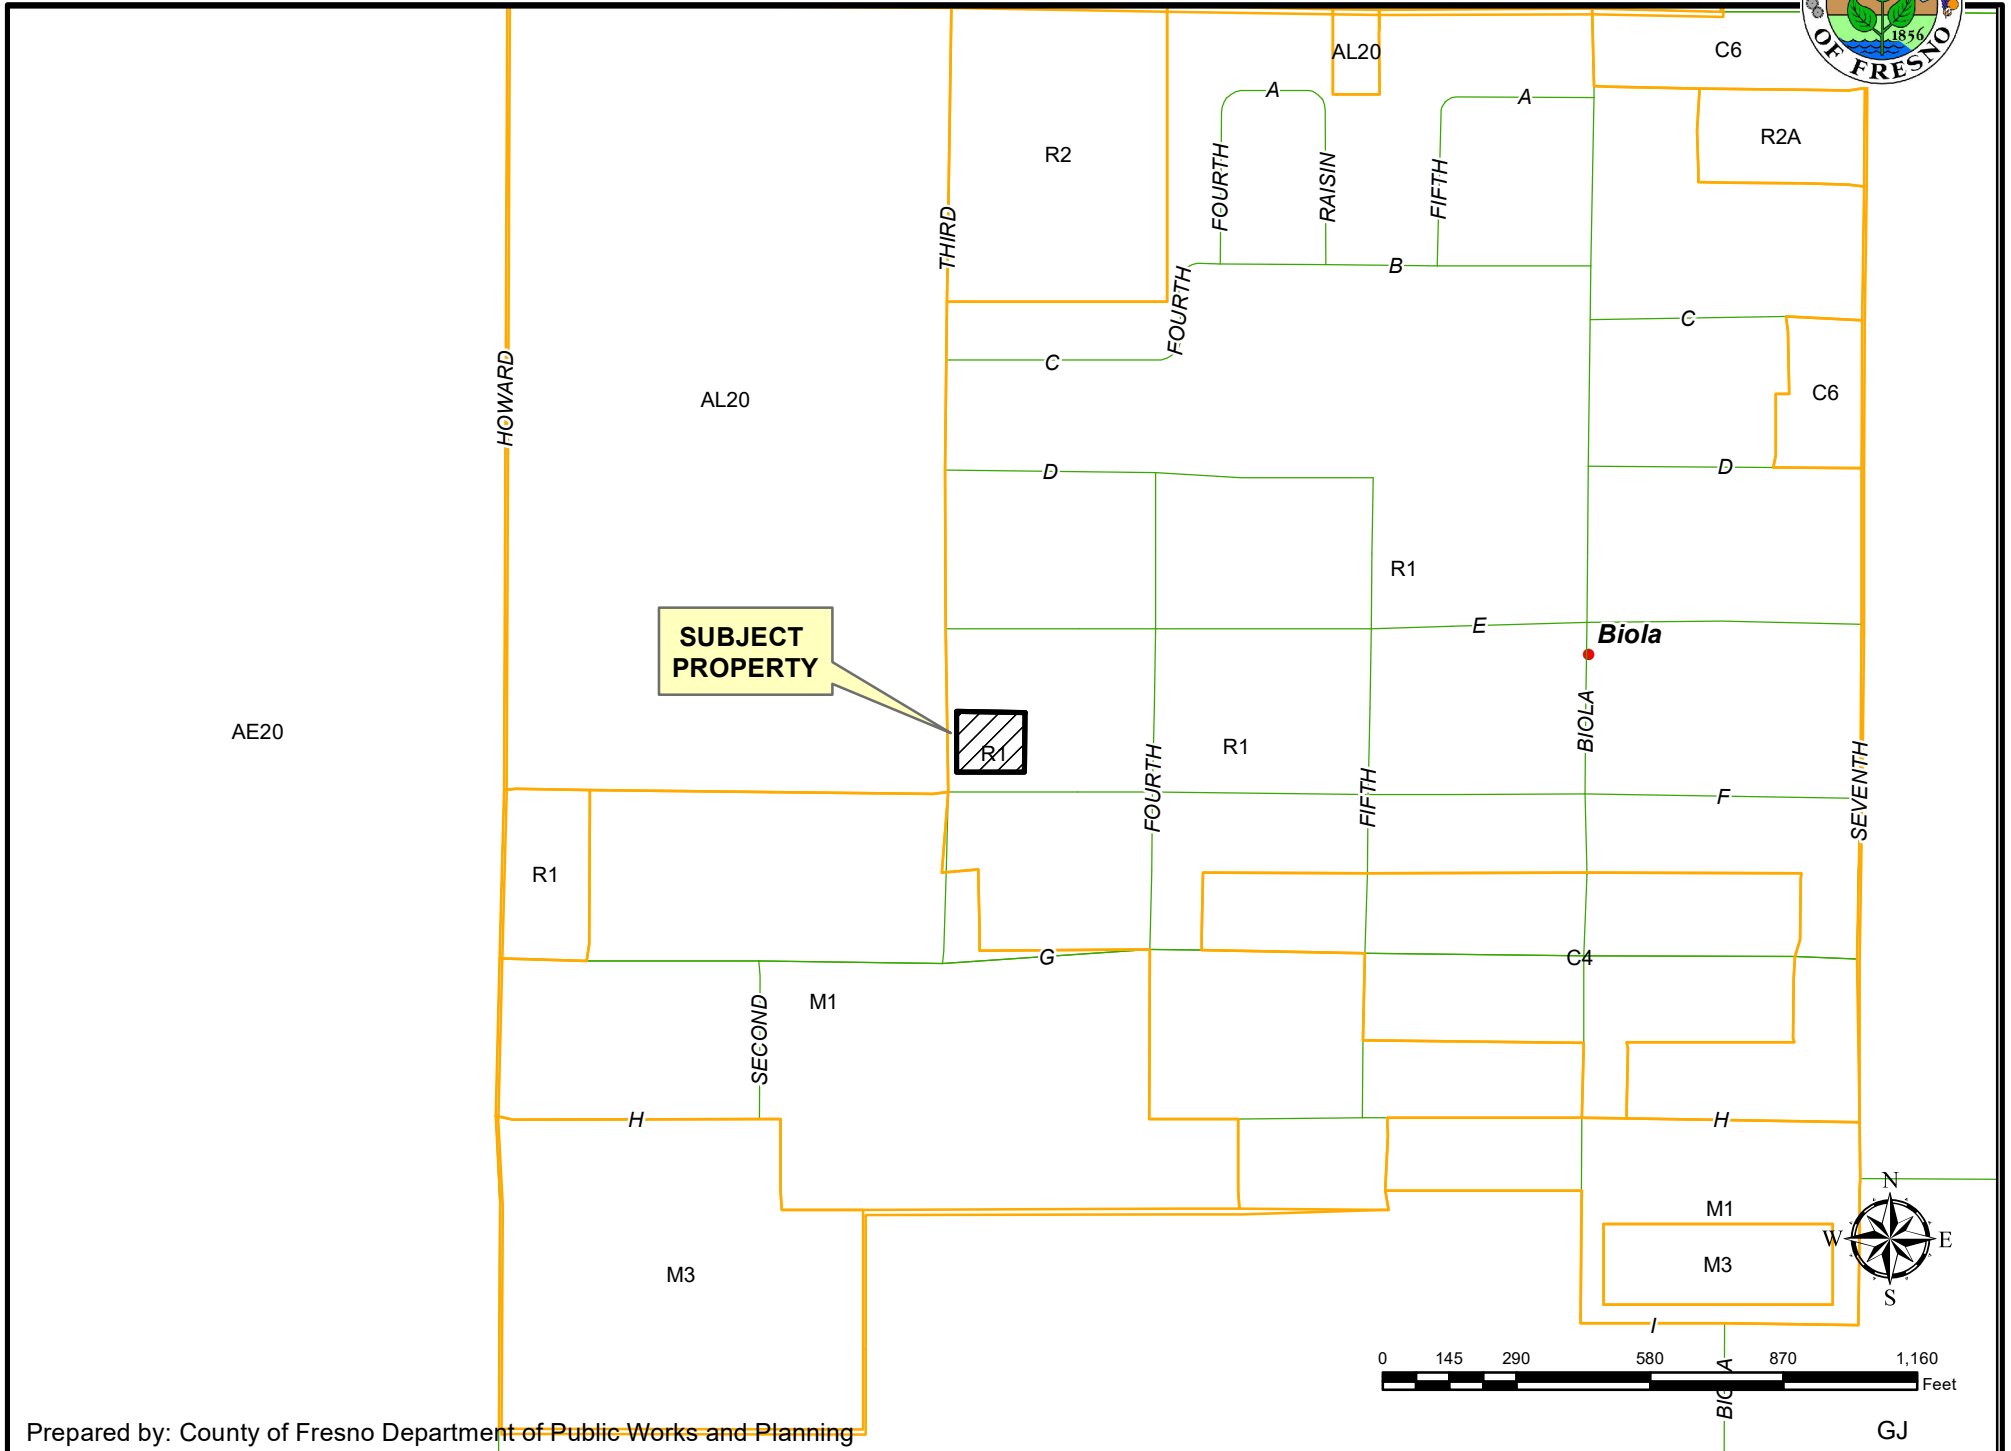 1856
OF FRESNO
C6
AL20
A
A
R2A
R2
FOURTH
RAISIN
FIFTH
THIRD
B
FOURTH
C
C
HOWARD
AL20
C6
D
D
R1
E
SUBJECT
PROPERTY
Biola
AE20
R1
R1
BIOLA
FOURTH
FIFTH
SEVENTH
F
R1
G
C4
M1
SECOND
H
H
N
M1
W
E
M3
M3
S
I
0 145 290 580 870 1,160
Feet
Prepared by: County of Fresno Department of Public Works and Planning
GJ